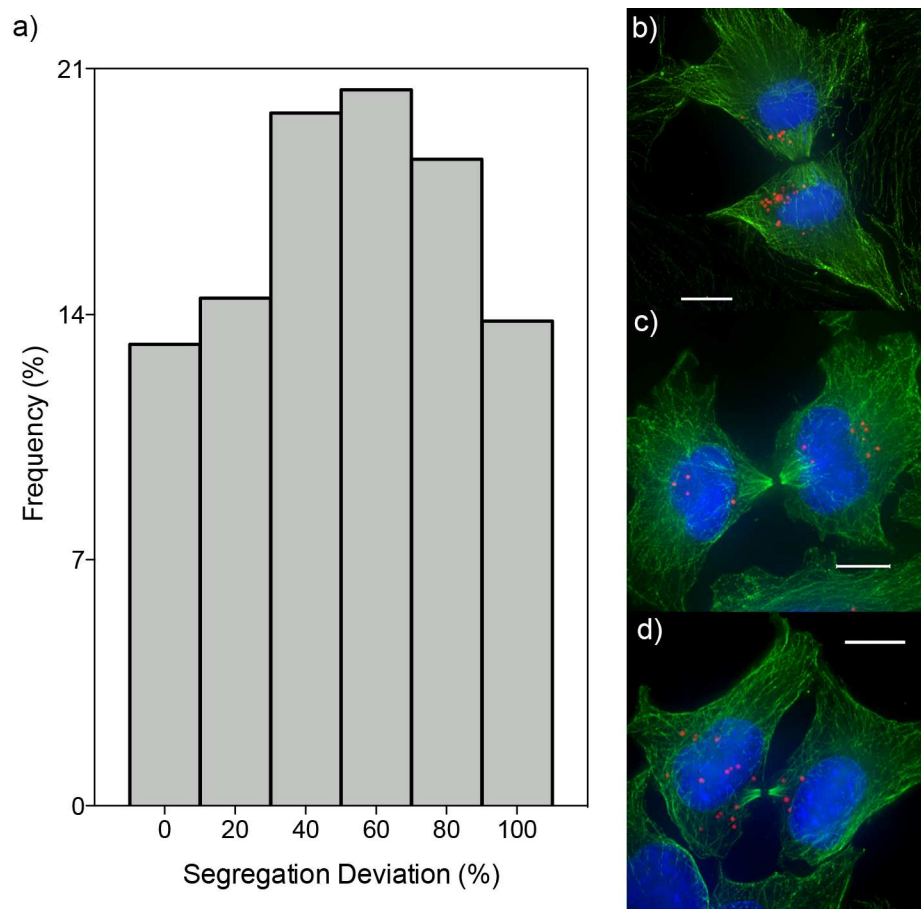 a)
21
14
7
0
Frequency (%)
0 20 40 60 80 100
Segregation Deviation (%)
b)
c)
d)